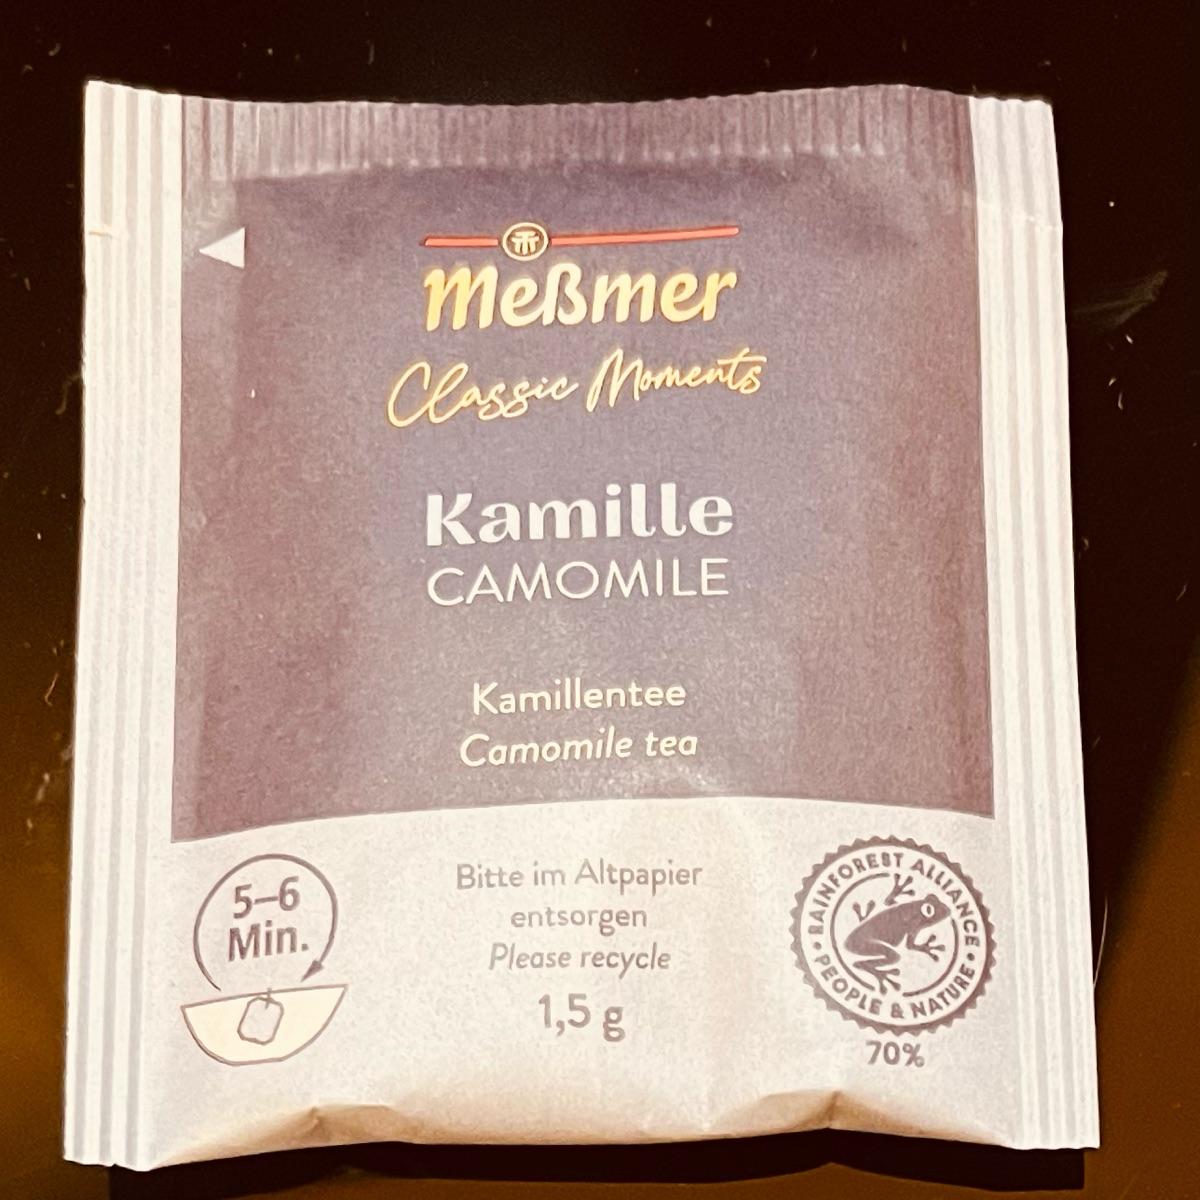 Meßmer
Classic Moments
Kamille
CAMOMILE
Kamillentee
Camomile tea
5–6
Min.
Bitte im Altpapier
entsorgen
Please recycle
1,5 g
RAINFOREST ALLIANCE
• PEOPLE & NATURE •
70%